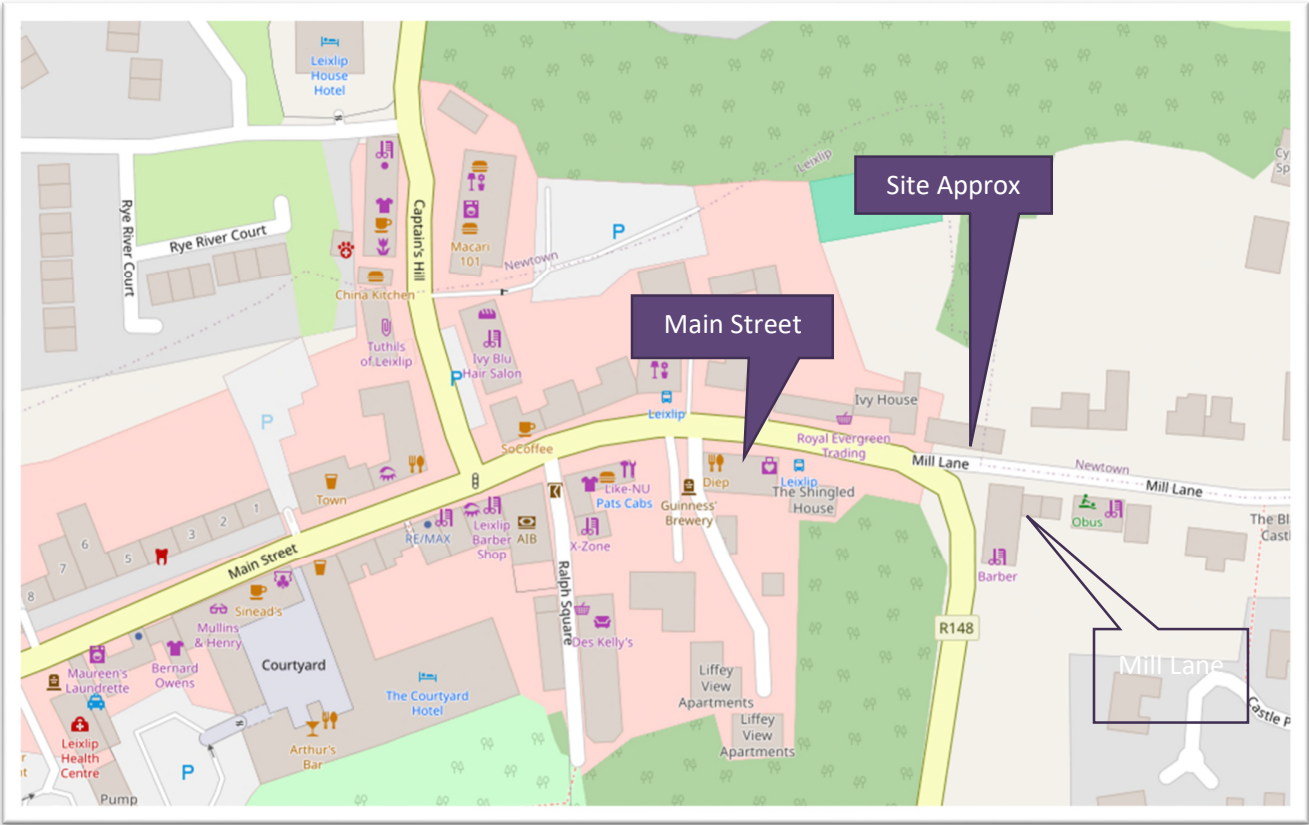 Leixlip
House
Hotel
Captain's Hill
Rye River Court
Rye River Court
Macari
101
Newtown
P
Leixlip
Site Approx
Cy
Sp
China Kitchen
Tuthils
of Leixlip
Ivy Blu
Hair Salon
P
Main Street
Leixlip
Ivy House
Royal Evergreen
Trading
P
SoCoffee
Town
Mill Lane
Newtown
Mill Lane
Diep
Leixlip
The Shingled
House
Like-NU
Pats Cabs
Guinness'
Brewery
Obus
The Bl
Castl
1
2
3
5
6
7
8
RE/MAX
Leixlip
Barber
Shop
AIB
X-Zone
Barber
Main Street
Ralph Square
Sinead's
Mullins
& Henry
Des Kelly's
R148
Mill Lane
Courtyard
Maureen's
Laundrette
Bernard
Owens
The Courtyard
Hotel
Liffey
View
Apartments
Liffey
View
Apartments
Castle P
Leixlip
Health
Centre
P
Arthur's
Bar
Pump